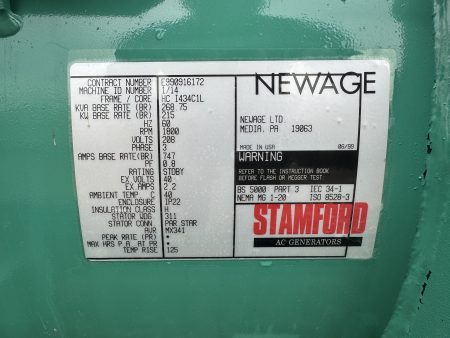 CONTRACT NUMBER E990916172
MACHINE ID NUMBER 1/14
FRAME / CORE HC I434C1L
KVA BASE RATE(BR) 268.75
KW BASE RATE(BR) 215
HZ 60
RPM 1800
VOLTS 208
PHASE 3
AMPS BASE RATE(BR) 747
PF 0.8
RATING STDBY
EX VOLTS 40
EX AMPS 2.2
AMBIENT TEMP C 40
ENCLOSURE IP22
INSULATION CLASS H
STATOR WDG 311
STATOR CONN PAR STAR
AUR MX341
PEAK RATE (PR) *
MAX HRS P.A. AT PR *
TEMP RISE 125
NEWAGE
NEWAGE LTD
MEDIA, PA 19063
MADE IN USA 06/99
WARNING
REFER TO THE INSTRUCTION BOOK
BEFORE FLASH OR MEGGER TEST
BS 5000 PART 3 IEC 34-1
NEMA MG 1-20 ISO 8528-3
STAMFORD
AC GENERATORS